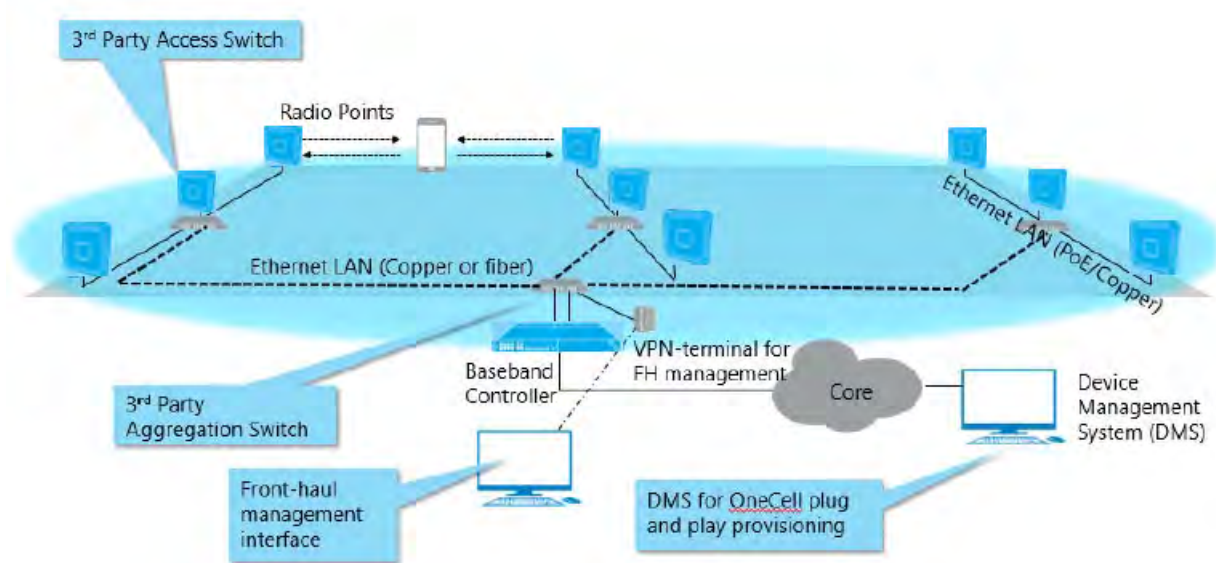 3rd Party Access Switch
Radio Points
Ethernet LAN (PoE/Copper)
Ethernet LAN (Copper or fiber)
VPN-terminal for
FH management
Baseband
Controller
Core
Device
Management
System (DMS)
3rd Party
Aggregation Switch
Front-haul
management
interface
DMS for OneCell plug
and play provisioning